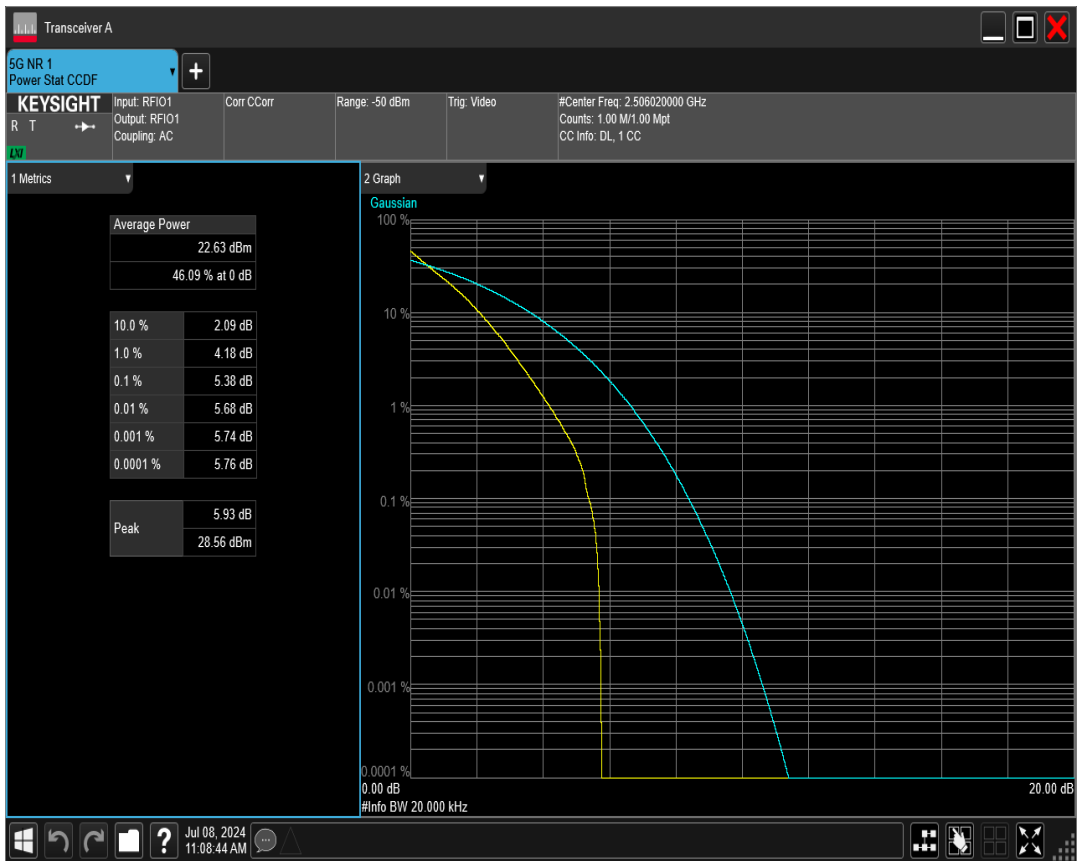 Transceiver A
5G NR 1
Power Stat CCDF
+
KEYSIGHT
R T
LXI
Input: RFIO1
Output: RFIO1
Coupling: AC
Corr CCorr
Range: -50 dBm
Trig: Video
#Center Freq: 2.506020000 GHz
Counts: 1.00 M/1.00 Mpt
CC Info: DL, 1 CC
1 Metrics
Average Power
22.63 dBm
46.09 % at 0 dB
10.0 % 2.09 dB
1.0 % 4.18 dB
0.1 % 5.38 dB
0.01 % 5.68 dB
0.001 % 5.74 dB
0.0001 % 5.76 dB
Peak
5.93 dB
28.56 dBm
2 Graph
Gaussian
100 %
10 %
1 %
0.1 %
0.01 %
0.001 %
0.0001 %
0.00 dB 20.00 dB
#Info BW 20.000 kHz
?
Jul 08, 2024
11:08:44 AM